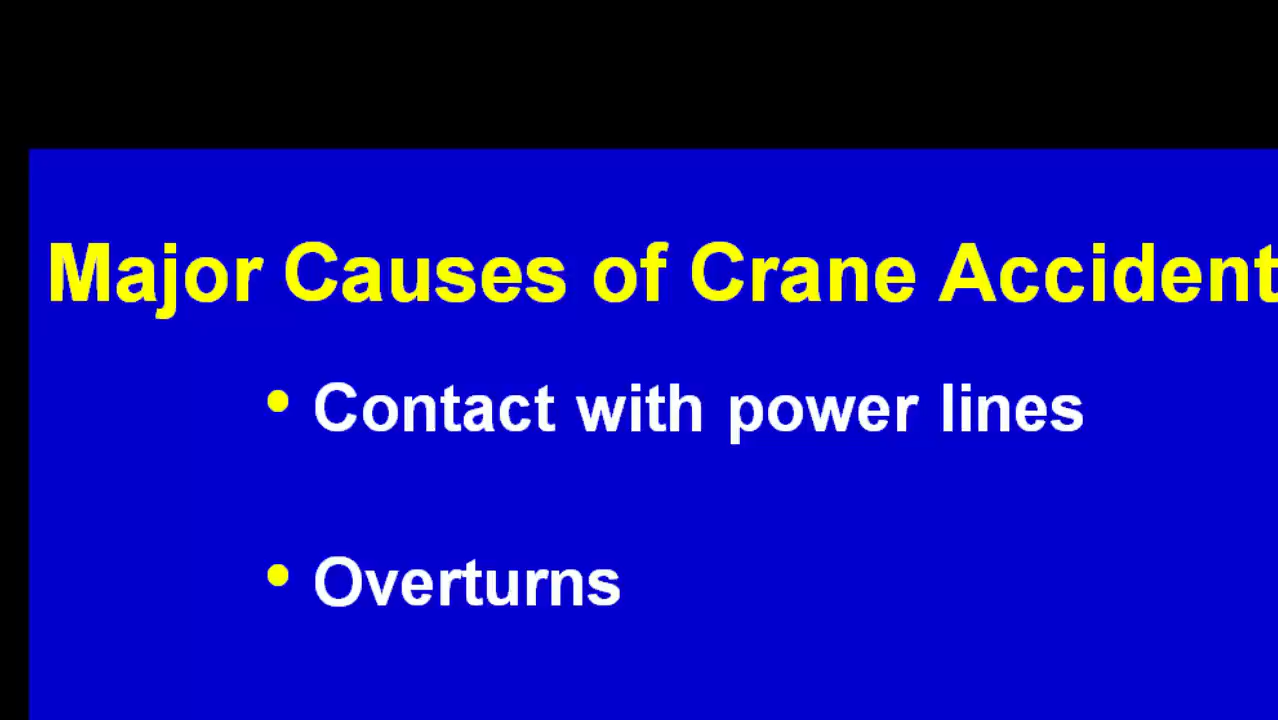 Major Causes of Crane Accident
• Contact with power lines
• Overturns